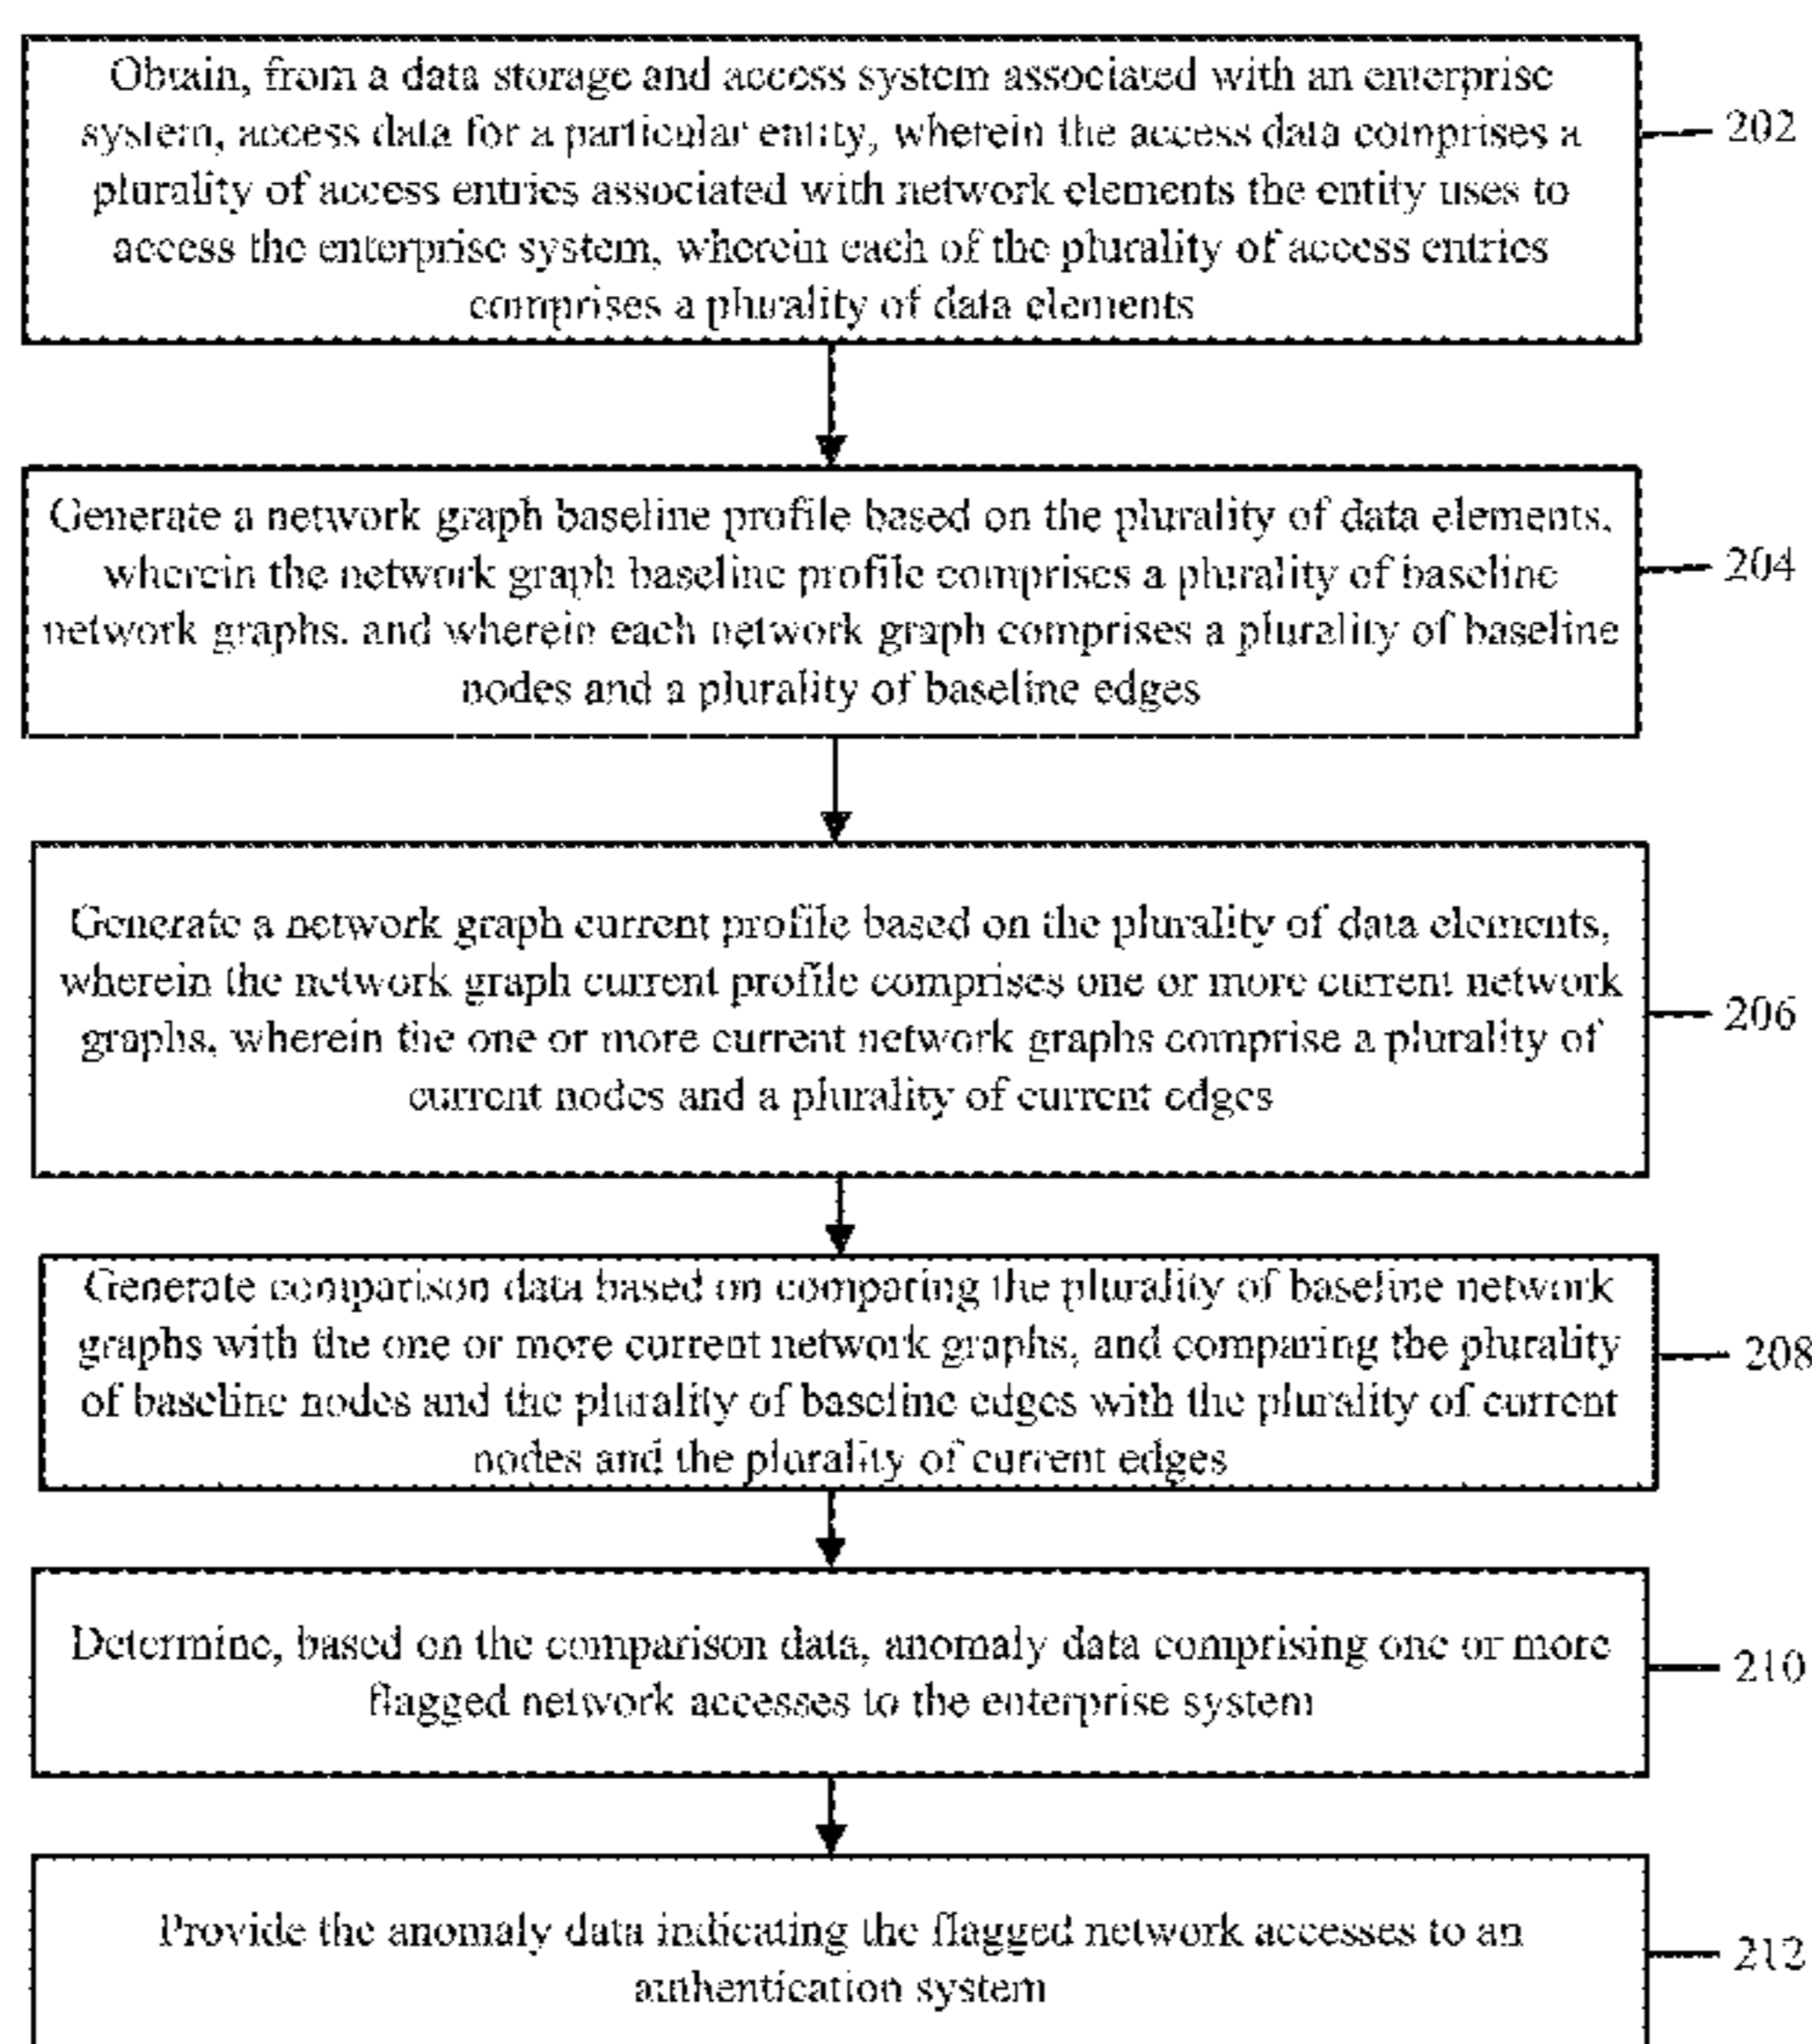 Obtain, from a data storage and access system associated with an enterprise
system, access data for a particular entity, wherein the access data comprises a
plurality of access entries associated with network elements the entity uses to
access the enterprise system, wherein each of the plurality of access entries
comprises a plurality of data elements
202
Generate a network graph baseline profile based on the plurality of data elements,
wherein the network graph baseline profile comprises a plurality of baseline
network graphs, and wherein each network graph comprises a plurality of baseline
nodes and a plurality of baseline edges
204
Generate a network graph current profile based on the plurality of data elements,
wherein the network graph current profile comprises one or more current network
graphs, wherein the one or more current network graphs comprise a plurality of
current nodes and a plurality of current edges
206
Generate comparison data based on comparing the plurality of baseline network
graphs with the one or more current network graphs, and comparing the plurality
of baseline nodes and the plurality of baseline edges with the plurality of current
nodes and the plurality of current edges
208
Determine, based on the comparison data, anomaly data comprising one or more
flagged network accesses to the enterprise system
210
Provide the anomaly data indicating the flagged network accesses to an
authentication system
212